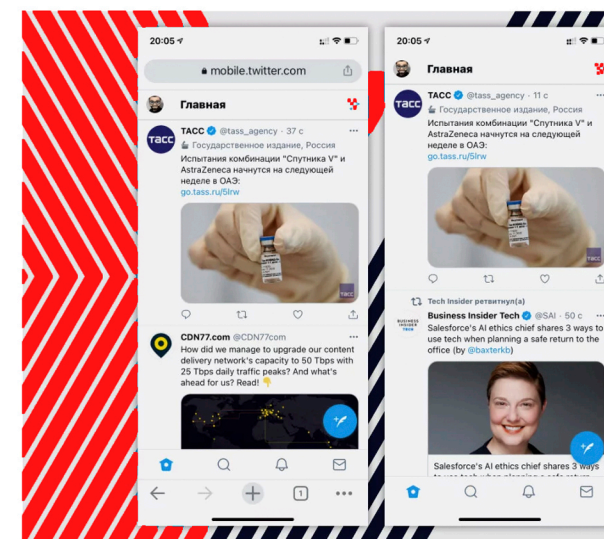 20:05
mobile.twitter.com
Главная
ТАСС @tass_agency · 37 с
Государственное издание, Россия
Испытания комбинации "Спутника V" и
AstraZeneca начнутся на следующей
неделе в ОАЭ:
go.tass.ru/5lrw
ТАСС
ТАСС
CDN77.com @CDN77com
How did we manage to upgrade our content
delivery network's capacity to 50 Tbps with
25 Tbps daily traffic peaks? And what's
ahead for us? Read!
1
20:05
Главная
ТАСС @tass_agency · 11 с
Государственное издание, Россия
Испытания комбинации "Спутника V" и
AstraZeneca начнутся на следующей
неделе в ОАЭ:
go.tass.ru/5lrw
ТАСС
ТАСС
Tech Insider ретвитнул(а)
Business Insider Tech @SAI · 50 с
BUSINESS
INSIDER
TECH
Salesforce's AI ethics chief shares 3 ways to
use tech when planning a safe return to the
office (by @baxterkb)
Salesforce's AI ethics chief shares 3 ways